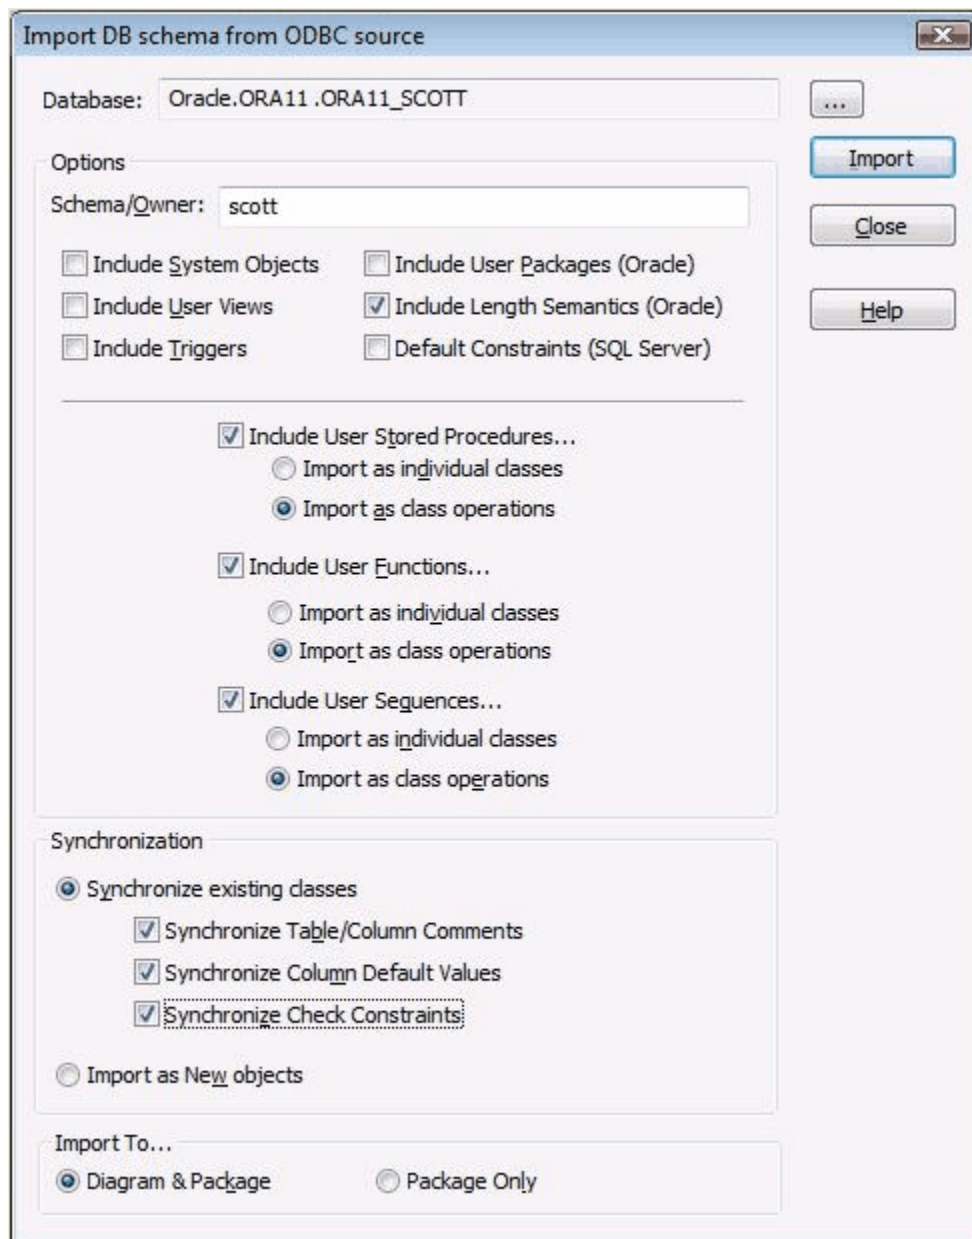 Import DB schema from ODBC source
Database: Oracle.ORA11 .ORA11_SCOTT
...
Import
Close
Help
Options
Schema/Owner: scott
Include System Objects
Include User Packages (Oracle)
Include User Views
Include Length Semantics (Oracle)
Include Triggers
Default Constraints (SQL Server)
Include User Stored Procedures...
Import as individual classes
Import as class operations
Include User Functions...
Import as individual classes
Import as class operations
Include User Sequences...
Import as individual classes
Import as class operations
Synchronization
Synchronize existing classes
Synchronize Table/Column Comments
Synchronize Column Default Values
Synchronize Check Constraints
Import as New objects
Import To...
Diagram & Package
Package Only